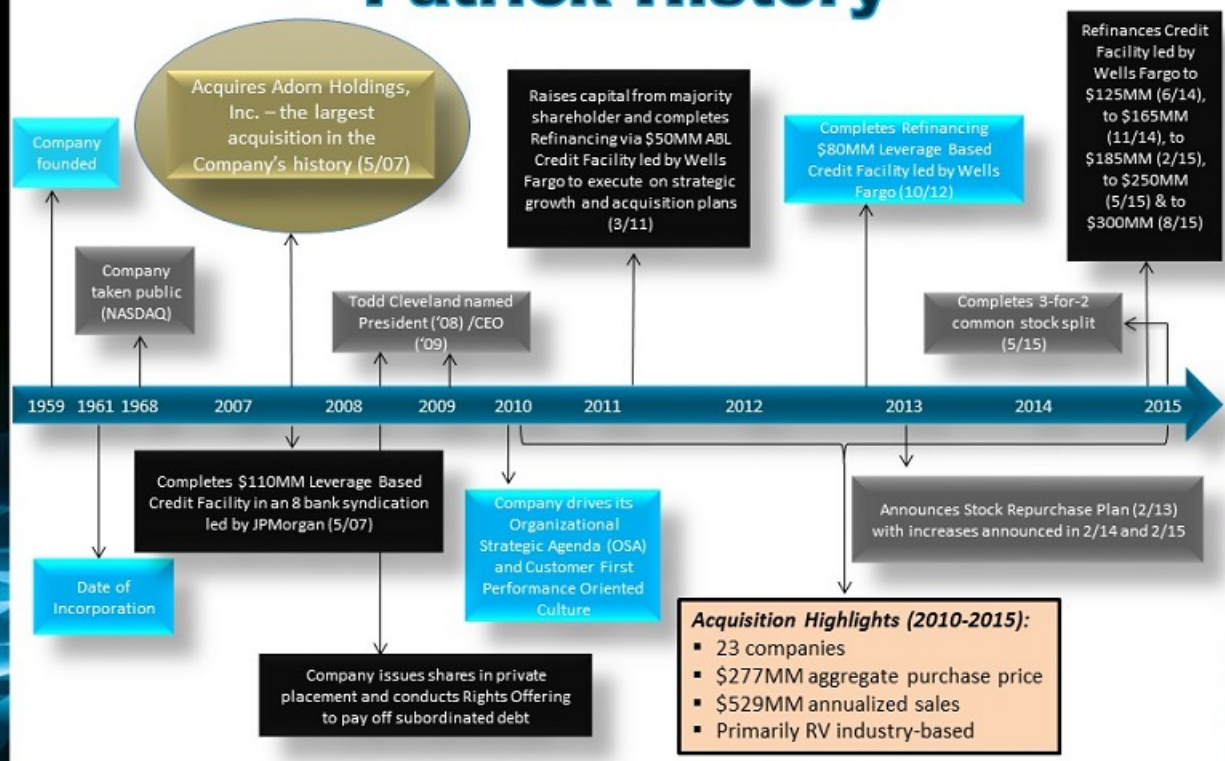 Patrick History
Company
founded
Acquires Adorn Holdings,
Inc. – the largest
acquisition in the
Company's history (5/07)
Raises capital from majority
shareholder and completes
Refinancing via $50MM ABL
Credit Facility led by Wells
Fargo to execute on strategic
growth and acquisition plans
(3/11)
Completes Refinancing
$80MM Leverage Based
Credit Facility led by Wells
Fargo (10/12)
Refinances Credit
Facility led by
Wells Fargo to
$125MM (6/14),
to $165MM
(11/14), to
$185MM (2/15),
to $250MM
(5/15) & to
$300MM (8/15)
Company
taken public
(NASDAQ)
Todd Cleveland named
President ('08) /CEO
('09)
Completes 3-for-2
common stock split
(5/15)
1959 1961 1968 2007 2008 2009 2010 2011 2012 2013 2014 2015
Completes $110MM Leverage Based
Credit Facility in an 8 bank syndication
led by JPMorgan (5/07)
Company drives its
Organizational
Strategic Agenda (OSA)
and Customer First
Performance Oriented
Culture
Announces Stock Repurchase Plan (2/13)
with increases announced in 2/14 and 2/15
Date of
Incorporation
Company issues shares in private
placement and conducts Rights Offering
to pay off subordinated debt
Acquisition Highlights (2010-2015):
▪ 23 companies
▪ $277MM aggregate purchase price
▪ $529MM annualized sales
▪ Primarily RV industry-based